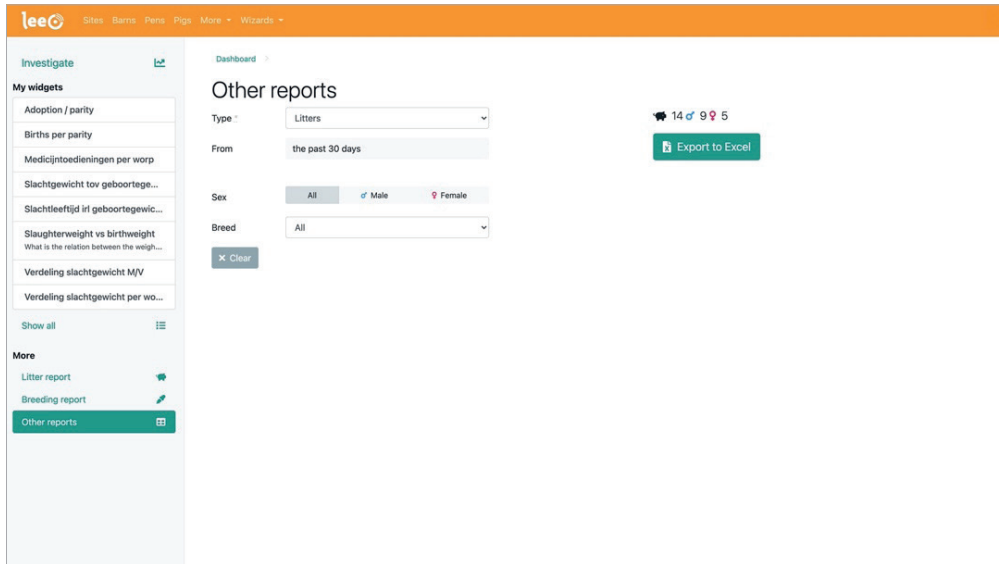 leeO
Sites Barns Pens Pigs More Wizards
Investigate
My widgets
Adoption / parity
Births per parity
Medicijntoedieningen per worp
Slachtgewicht tov geboortege...
Slachtleeftijd irl geboortegewic...
Slaughterweight vs birthweight
What is the relation between the weigh...
Verdeling slachtgewicht M/V
Verdeling slachtgewicht per wo...
Show all
More
Litter report
Breeding report
Other reports
Dashboard
Other reports
Type * Litters
From the past 30 days
Sex All ♂ Male ♀ Female
Breed All
× Clear
14 ♂ 9 ♀ 5
Export to Excel